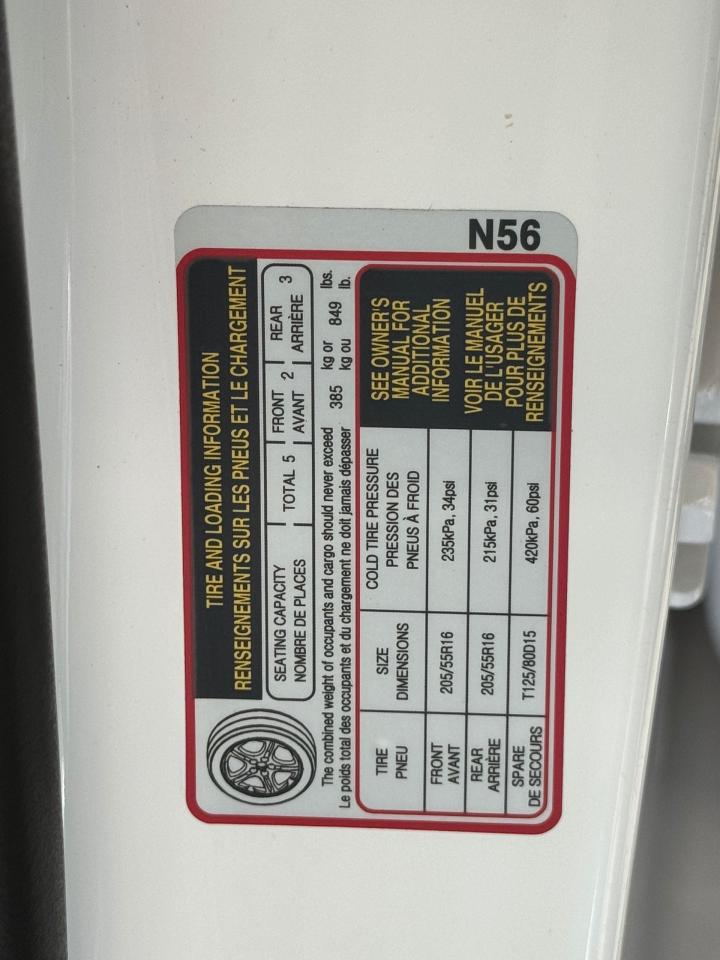 TIRE AND LOADING INFORMATION
RENSEIGNEMENTS SUR LES PNEUS ET LE CHARGEMENT
SEATING CAPACITY TOTAL 5 FRONT 2 REAR 3
NOMBRE DE PLACES AVANT ARRIÈRE
The combined weight of occupants and cargo should never exceed 385 kg or 849 lbs.
Le poids total des occupants et du chargement ne doit jamais dépasser kg ou lb.
TIRE SIZE COLD TIRE PRESSURE
PNEU DIMENSIONS PRESSION DES
PNEUS À FROID
FRONT 205/55R16 235kPa, 34psi
AVANT
REAR 205/55R16 215kPa, 31psi
ARRIÈRE
SPARE T125/80D15 420kPa, 60psi
DE SECOURS
SEE OWNER'S
MANUAL FOR
ADDITIONAL
INFORMATION
VOIR LE MANUEL
DE L'USAGER
POUR PLUS DE
RENSEIGNEMENTS
N56